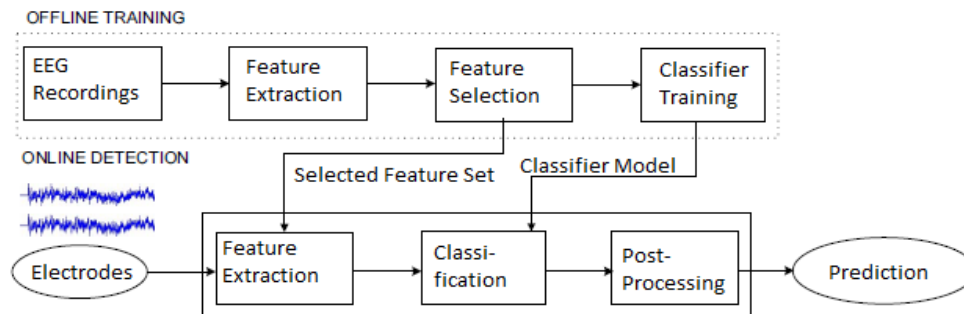 OFFLINE TRAINING
EEG
Recordings
Feature
Extraction
Feature
Selection
Classifier
Training
ONLINE DETECTION
Selected Feature Set
Classifier Model
Electrodes
Feature
Extraction
Classi-
fication
Post-
Processing
Prediction